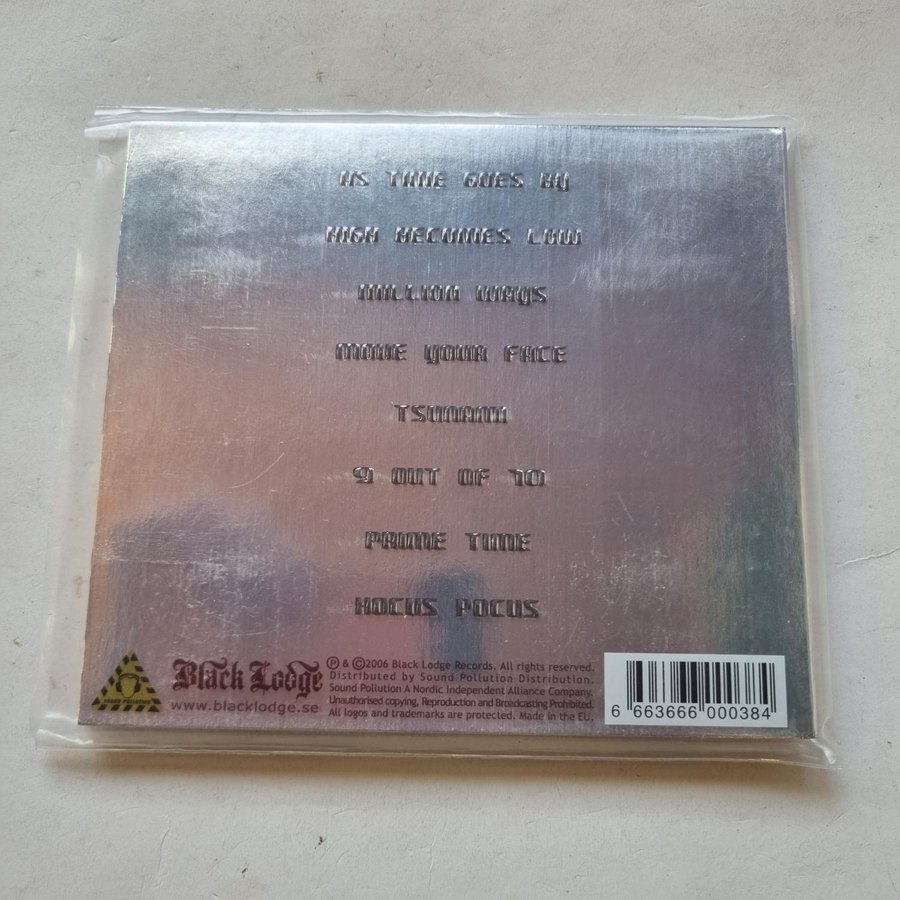 AS TIME GOES BY
HIGH BECOMES LOW
MILLION WAYS
MOVE YOUR FACE
TSUNAMI
9 OUT OF 10
PRIME TIME
HOCUS POCUS
SOUND POLLUTION
Black Lodge
www.blacklodge.se
℗ & ©2006 Black Lodge Records. All rights reserved.
Distributed by Sound Pollution Distribution.
Sound Pollution A Nordic Independent Alliance Company.
Unauthorised copying, Reproduction and Broadcasting Prohibited.
All logos and trademarks are protected. Made in the EU.
6 663666 000384